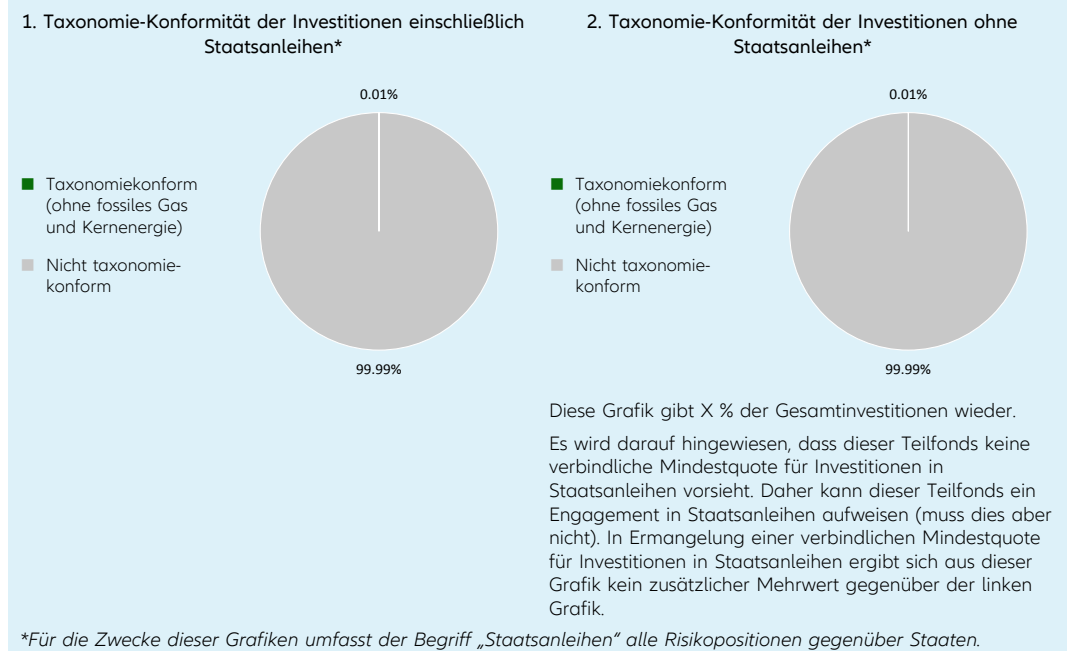 1. Taxonomie-Konformität der Investitionen einschließlich
Staatsanleihen*
0.01%
Taxonomiekonform
(ohne fossiles Gas
und Kernenergie)
Nicht taxonomie-
konform
99.99%
2. Taxonomie-Konformität der Investitionen ohne
Staatsanleihen*
0.01%
Taxonomiekonform
(ohne fossiles Gas
und Kernenergie)
Nicht taxonomie-
konform
99.99%
Diese Grafik gibt X % der Gesamtinvestitionen wieder.
Es wird darauf hingewiesen, dass dieser Teilfonds keine
verbindliche Mindestquote für Investitionen in
Staatsanleihen vorsieht. Daher kann dieser Teilfonds ein
Engagement in Staatsanleihen aufweisen (muss dies aber
nicht). In Ermangelung einer verbindlichen Mindestquote
für Investitionen in Staatsanleihen ergibt sich aus dieser
Grafik kein zusätzlicher Mehrwert gegenüber der linken
Grafik.
*Für die Zwecke dieser Grafiken umfasst der Begriff „Staatsanleihen“ alle Risikopositionen gegenüber Staaten.